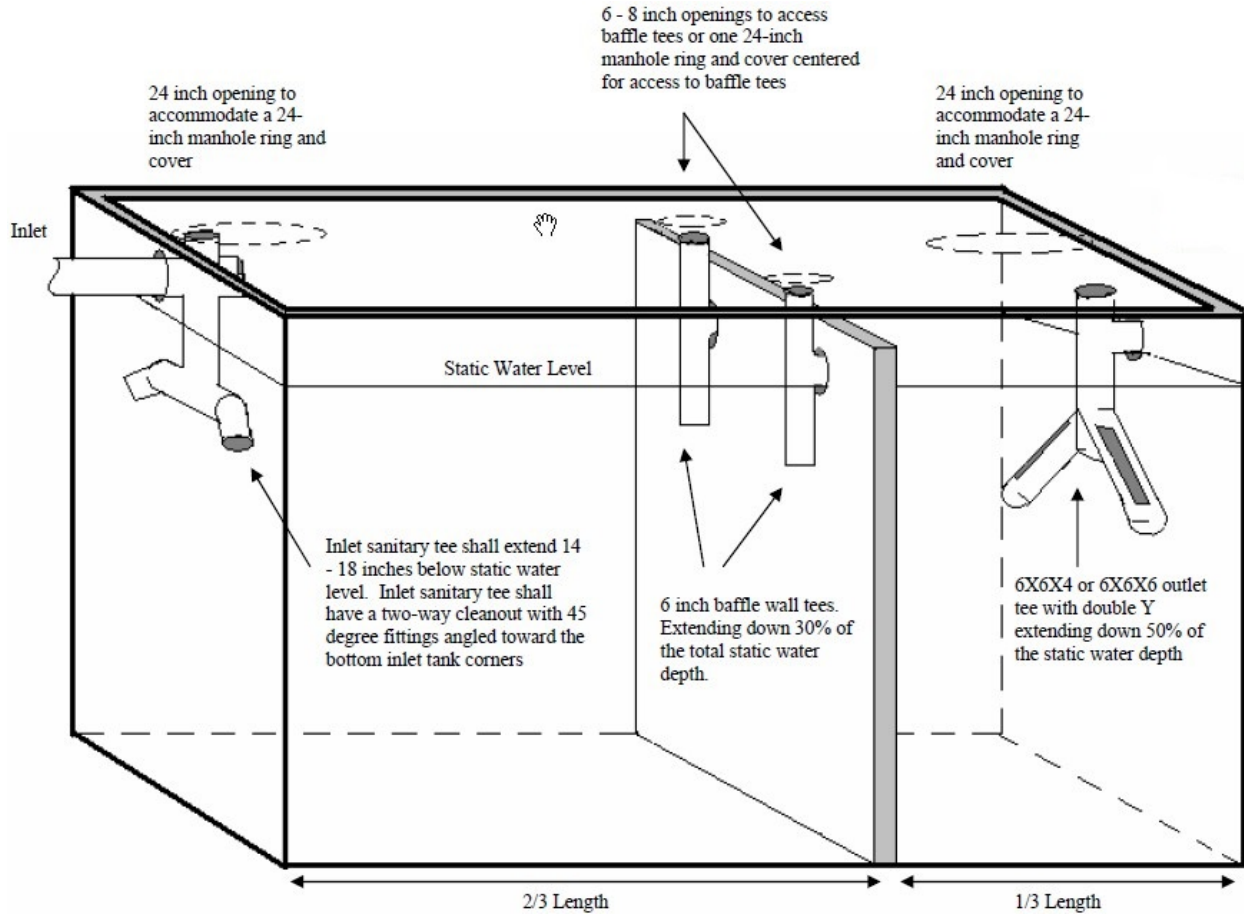 6 - 8 inch openings to access
baffle tees or one 24-inch
manhole ring and cover centered
for access to baffle tees
24 inch opening to
accommodate a 24-
inch manhole ring and
cover
24 inch opening to
accommodate a 24-
inch manhole ring
and cover
Inlet
Static Water Level
Inlet sanitary tee shall extend 14
- 18 inches below static water
level. Inlet sanitary tee shall
have a two-way cleanout with 45
degree fittings angled toward the
bottom inlet tank corners
6 inch baffle wall tees.
Extending down 30% of
the total static water
depth.
6X6X4 or 6X6X6 outlet
tee with double Y
extending down 50% of
the static water depth
2/3 Length
1/3 Length